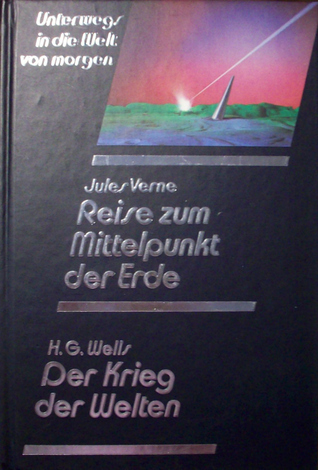 Unterwegs
in die Welt
von morgen
Jules Verne
Reise zum
Mittelpunkt
der Erde
H. G. Wells
Der Krieg
der Welten